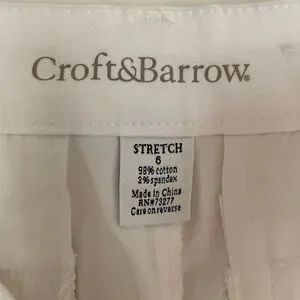 Croft&Barrow®
STRETCH
6
98% cotton
2% spandex
Made in China
RN#73277
Care on reverse